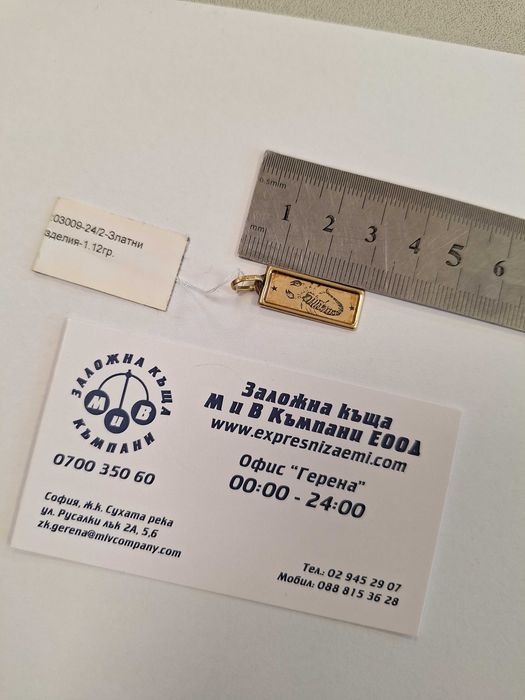 0.5mm
mm
1 2 3 4 5 6
03009-24/2-Златни
зделия-1.12гр.
ЗАЛОЖНА КЪЩА
М и В
КЪМПАНИ
0700 350 60
София, ж.к. Сухата река
ул. Русалки лък 2А, 5,6
zk.gerena@mivcompany.com
Заложна къща
М и В Къмпани ЕООД
www.expresnizaemi.com
Офис "Герена"
00:00 - 24:00
Тел.: 02 945 29 07
Мобил: 088 815 36 28